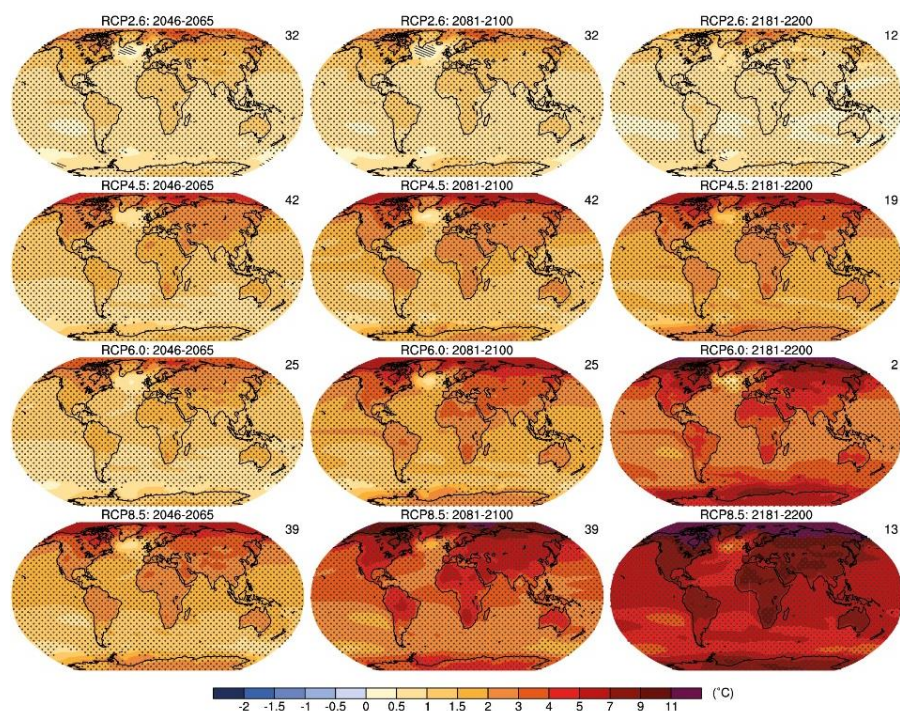 RCP2.6: 2046-2065 RCP2.6: 2081-2100 RCP2.6: 2181-2200
32 32 12
RCP4.5: 2046-2065 RCP4.5: 2081-2100 RCP4.5: 2181-2200
42 42 19
RCP6.0: 2046-2065 RCP6.0: 2081-2100 RCP6.0: 2181-2200
25 25 2
RCP8.5: 2046-2065 RCP8.5: 2081-2100 RCP8.5: 2181-2200
39 39 13
-2 -1.5 -1 -0.5 0 0.5 1 1.5 2 3 4 5 7 9 11 (˚C)